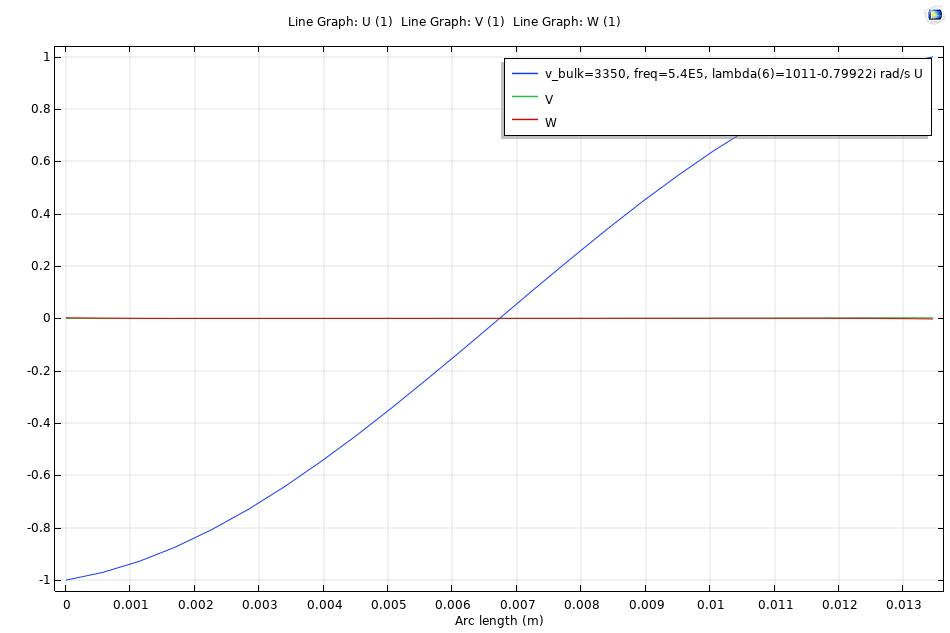 Line Graph: U (1) Line Graph: V (1) Line Graph: W (1)
1
v_bulk=3350, freq=5.4E5, lambda(6)=1011-0.79922i rad/s U
V
W
0.8
0.6
0.4
0.2
0
-0.2
-0.4
-0.6
-0.8
-1
0 0.001 0.002 0.003 0.004 0.005 0.006 0.007 0.008 0.009 0.01 0.011 0.012 0.013
Arc length (m)